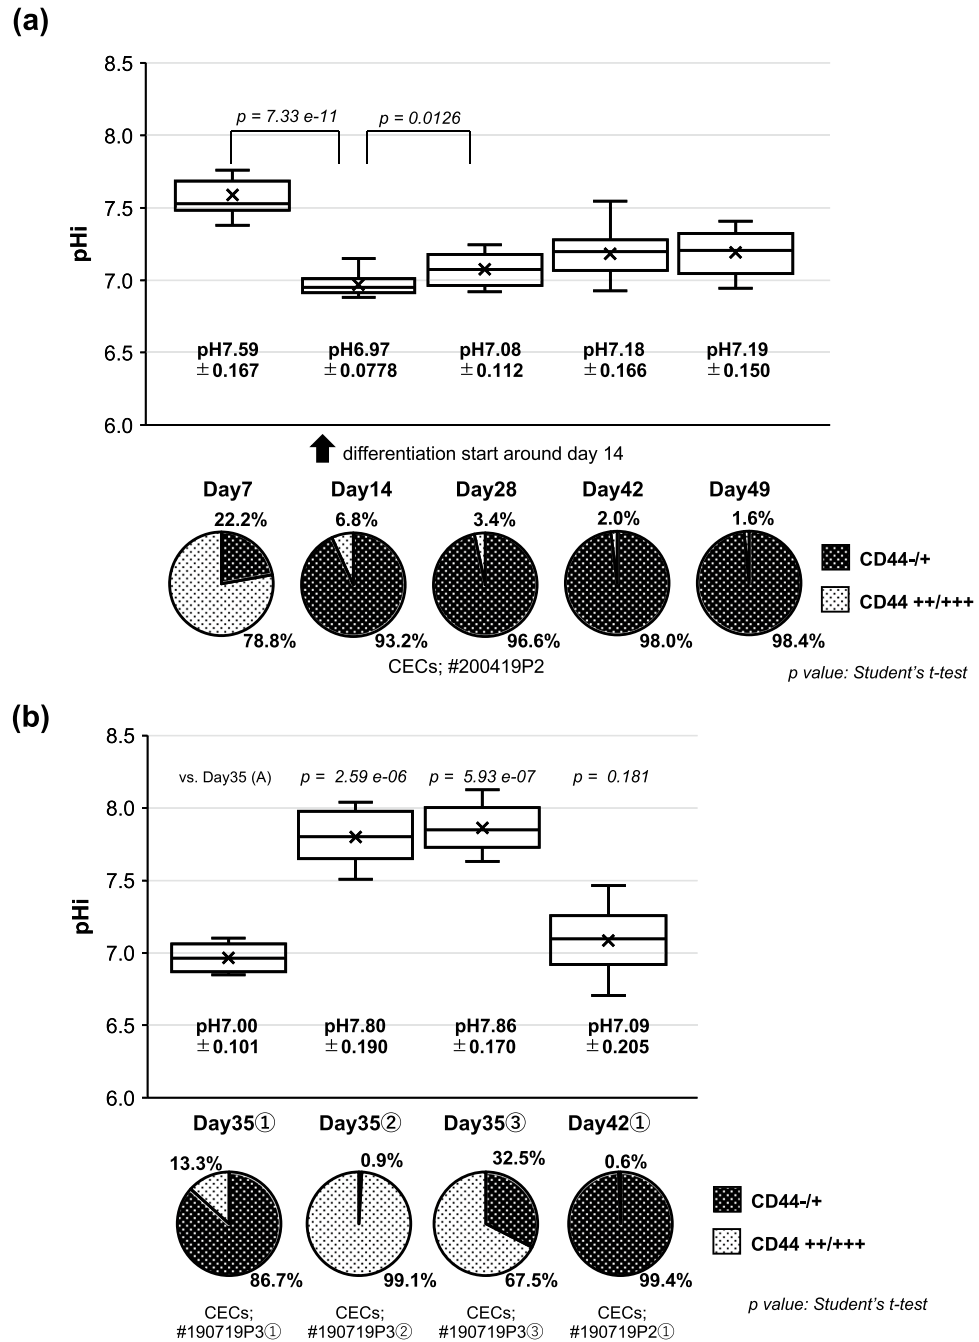 (a)
8.5
8.0
7.5
7.0
6.5
6.0
pHi
p = 7.33 e-11
p = 0.0126
pH7.59
±0.167
pH6.97
±0.0778
pH7.08
±0.112
pH7.18
±0.166
pH7.19
±0.150
differentiation start around day 14
Day7
Day14
Day28
Day42
Day49
22.2%
6.8%
3.4%
2.0%
1.6%
CD44-/+
CD44 ++/+++
78.8%
93.2%
96.6%
98.0%
98.4%
CECs; #200419P2
p value: Student's t-test
(b)
8.5
8.0
7.5
7.0
6.5
6.0
pHi
vs. Day35 (A)
p = 2.59 e-06
p = 5.93 e-07
p = 0.181
pH7.00
±0.101
pH7.80
±0.190
pH7.86
±0.170
pH7.09
±0.205
Day35①
Day35②
Day35③
Day42①
13.3%
0.9%
32.5%
0.6%
CD44-/+
CD44 ++/+++
86.7%
99.1%
67.5%
99.4%
CECs;
#190719P3①
CECs;
#190719P3②
CECs;
#190719P3③
CECs;
#190719P2①
p value: Student's t-test